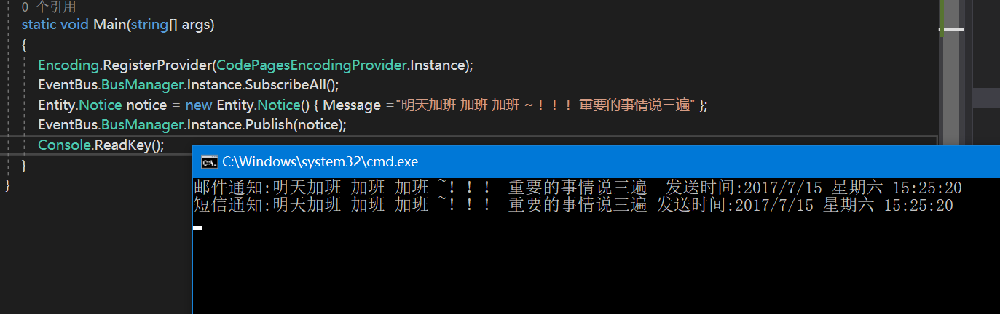 0 个引用
static void Main(string[] args)
{
Encoding.RegisterProvider(CodePagesEncodingProvider.Instance);
EventBus.BusManager.Instance.SubscribeAll();
Entity.Notice notice = new Entity.Notice() { Message ="明天加班 加班 加班 ~！！！ 重要的事情说三遍" };
EventBus.BusManager.Instance.Publish(notice);
Console.ReadKey();
}
}
C:\Windows\system32\cmd.exe
邮件通知:明天加班 加班 加班 ~！！！ 重要的事情说三遍  发送时间:2017/7/15 星期六 15:25:20
短信通知:明天加班 加班 加班 ~！！！ 重要的事情说三遍 发送时间:2017/7/15 星期六 15:25:20